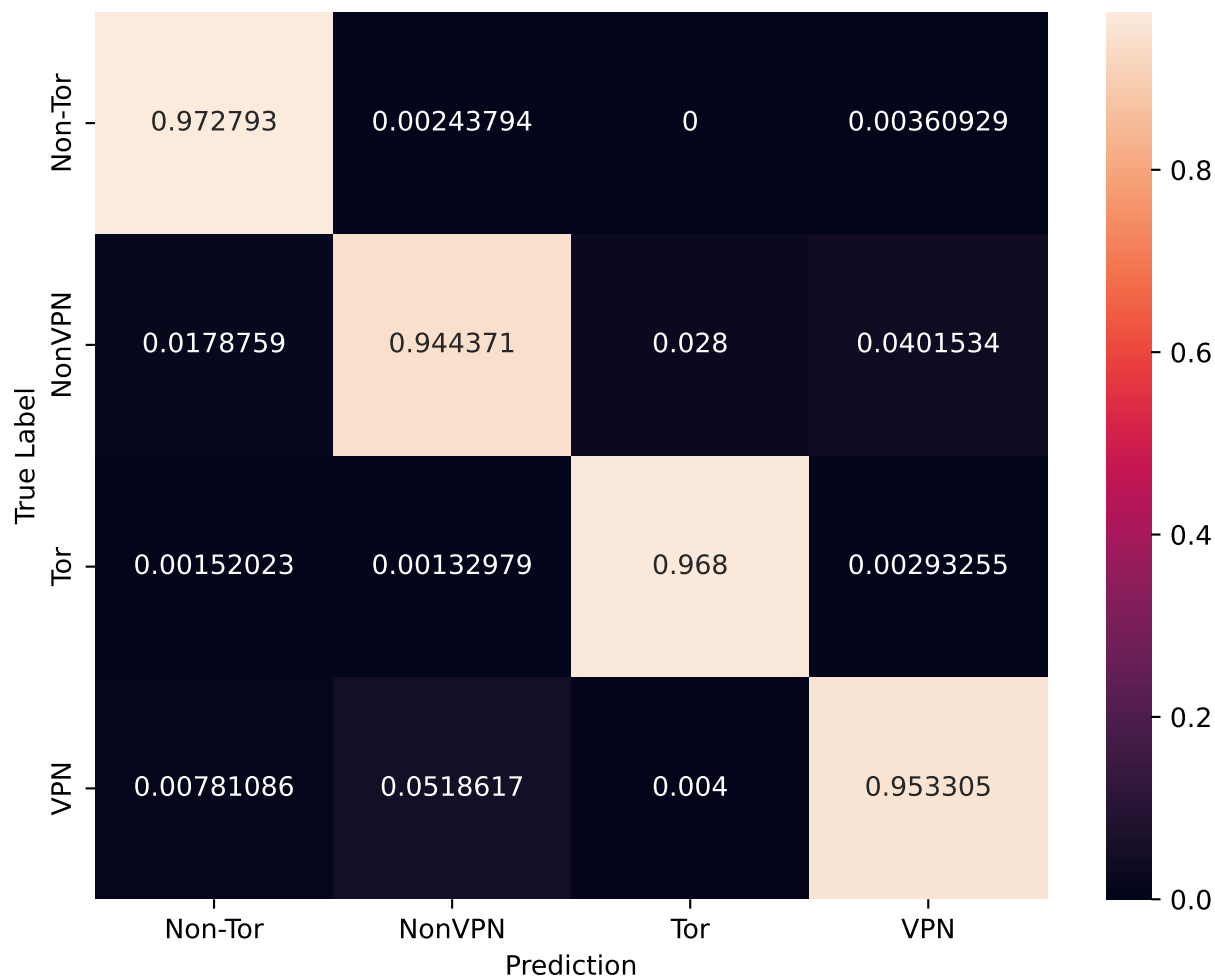 True Label
Non-Tor
0.972793 0.00243794 0 0.00360929
NonVPN
0.0178759 0.944371 0.028 0.0401534
Tor
0.00152023 0.00132979 0.968 0.00293255
VPN
0.00781086 0.0518617 0.004 0.953305
Non-Tor NonVPN Tor VPN
Prediction
0.8
0.6
0.4
0.2
0.0